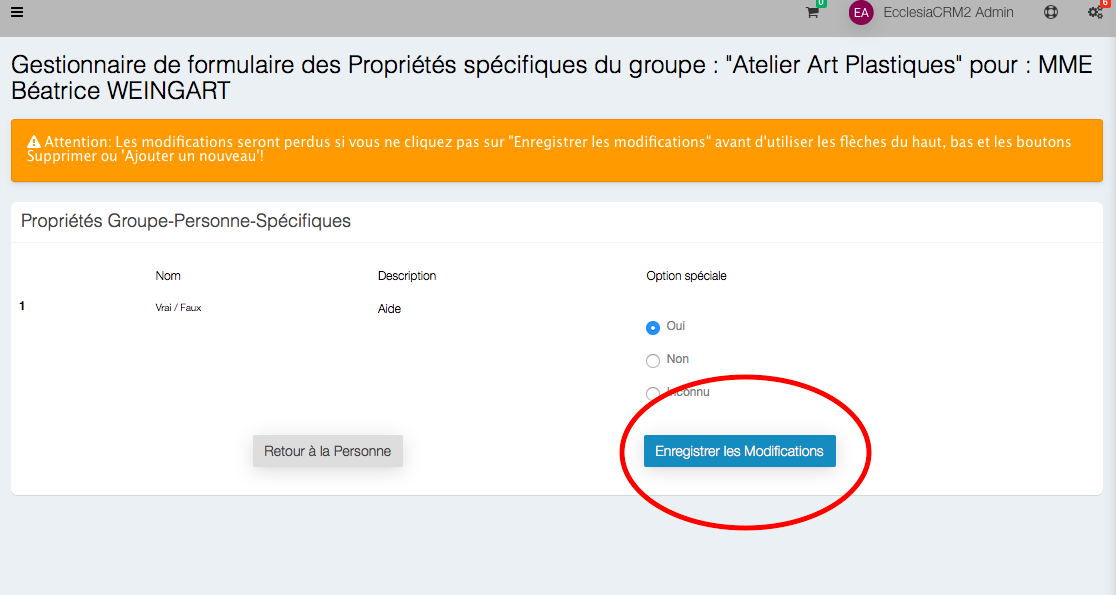 0
6
EA EcclesiaCRM2 Admin
Gestionnaire de formulaire des Propriétés spécifiques du groupe : "Atelier Art Plastiques" pour : MME
Béatrice WEINGART
Attention: Les modifications seront perdus si vous ne cliquez pas sur "Enregistrer les modifications" avant d'utiliser les flèches du haut, bas et les boutons
Supprimer ou 'Ajouter un nouveau'!
Propriétés Groupe-Personne-Spécifiques
Nom Description Option spéciale
1 Vrai / Faux Aide
Oui
Non
Inconnu
Retour à la Personne Enregistrer les Modifications